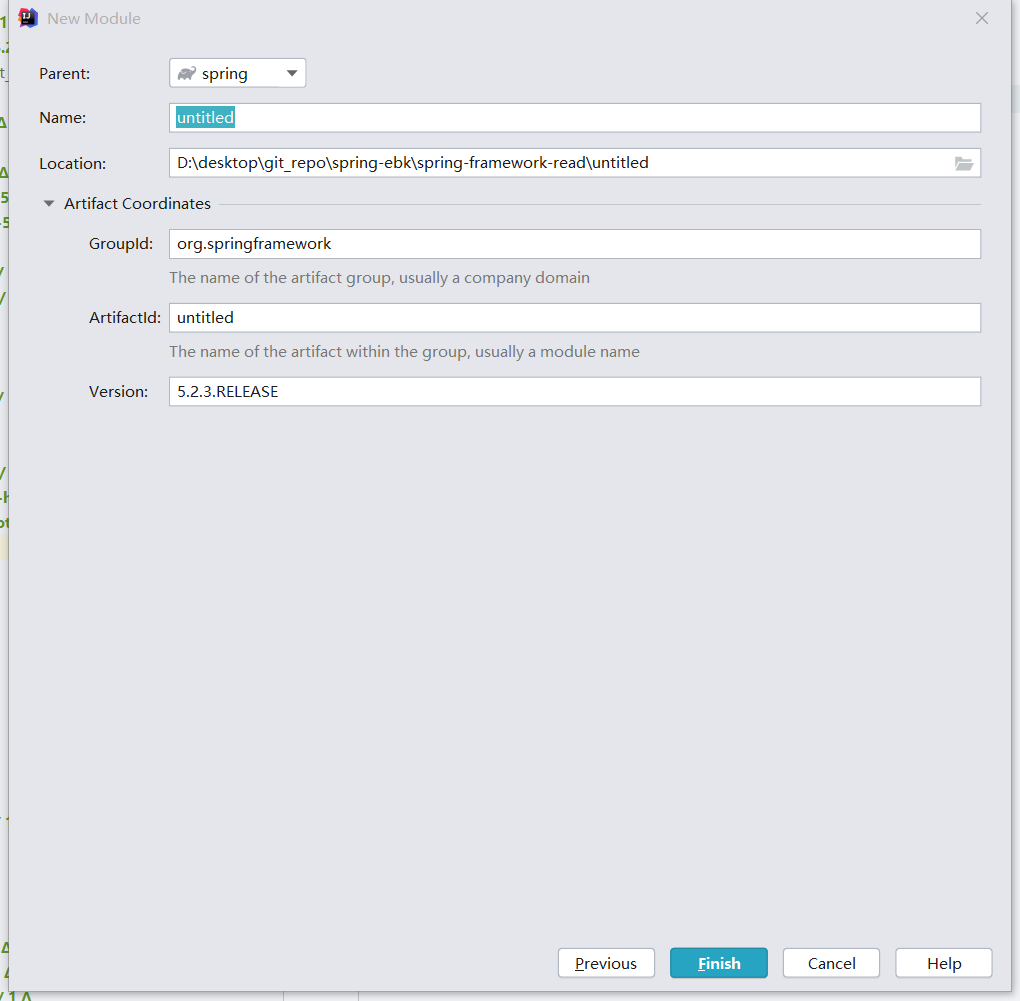 New Module
Parent: spring
Name: untitled
Location: D:\desktop\git_repo\spring-ebk\spring-framework-read\untitled
Artifact Coordinates
GroupId: org.springframework
The name of the artifact group, usually a company domain
ArtifactId: untitled
The name of the artifact within the group, usually a module name
Version: 5.2.3.RELEASE
Previous Finish Cancel Help